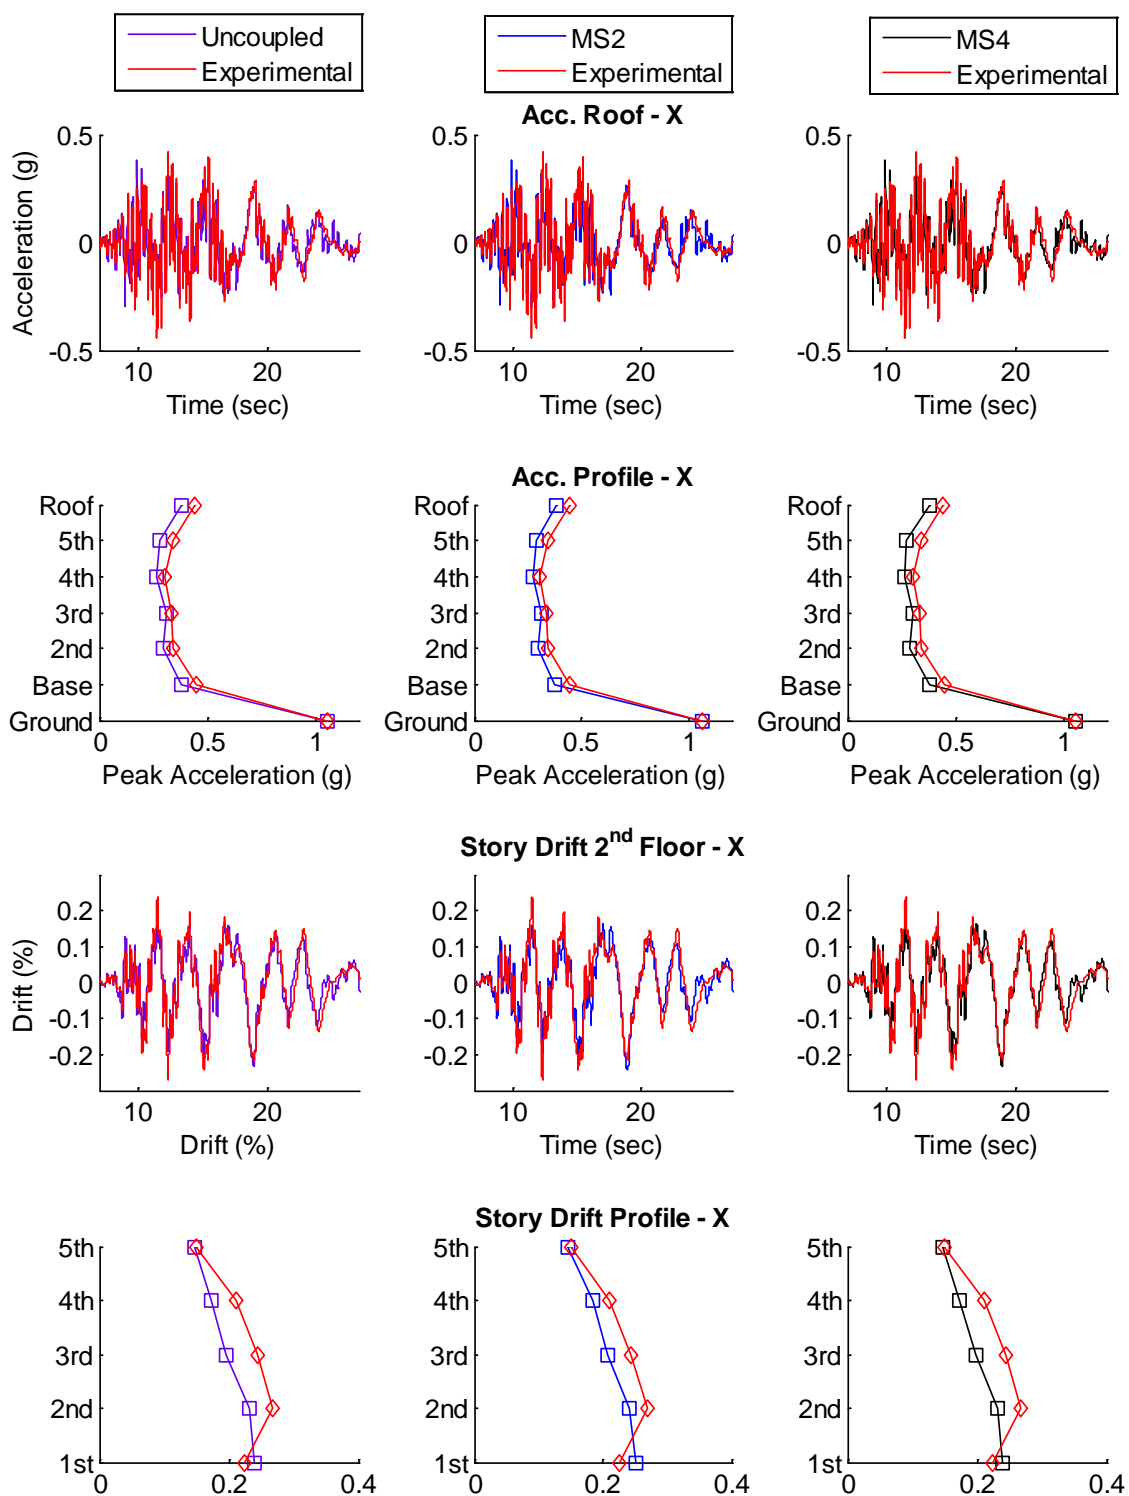 Uncoupled
Experimental
MS2
Experimental
MS4
Experimental
Acc. Roof - X
Acceleration (g)
0.5
0
-0.5
10 20
Time (sec)
0.5
0
-0.5
10 20
Time (sec)
0.5
0
-0.5
10 20
Time (sec)
Acc. Profile - X
Roof
5th
4th
3rd
2nd
Base
Ground
0 0.5 1
Peak Acceleration (g)
Roof
5th
4th
3rd
2nd
Base
Ground
0 0.5 1
Peak Acceleration (g)
Roof
5th
4th
3rd
2nd
Base
Ground
0 0.5 1
Peak Acceleration (g)
Story Drift 2nd Floor - X
Drift (%)
0.2
0.1
0
-0.1
-0.2
10 20
Drift (%)
0.2
0.1
0
-0.1
-0.2
10 20
Time (sec)
0.2
0.1
0
-0.1
-0.2
10 20
Time (sec)
Story Drift Profile - X
5th
4th
3rd
2nd
1st
0 0.2 0.4
5th
4th
3rd
2nd
1st
0 0.2 0.4
5th
4th
3rd
2nd
1st
0 0.2 0.4